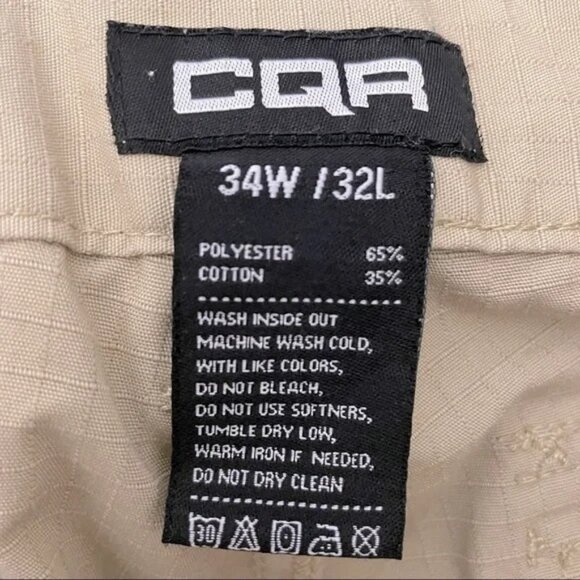 CQR
34W / 32L
POLYESTER 65%
COTTON 35%
WASH INSIDE OUT
MACHINE WASH COLD,
WITH LIKE COLORS,
DO NOT BLEACH,
DO NOT USE SOFTNERS,
TUMBLE DRY LOW,
WARM IRON IF NEEDED,
DO NOT DRY CLEAN
30